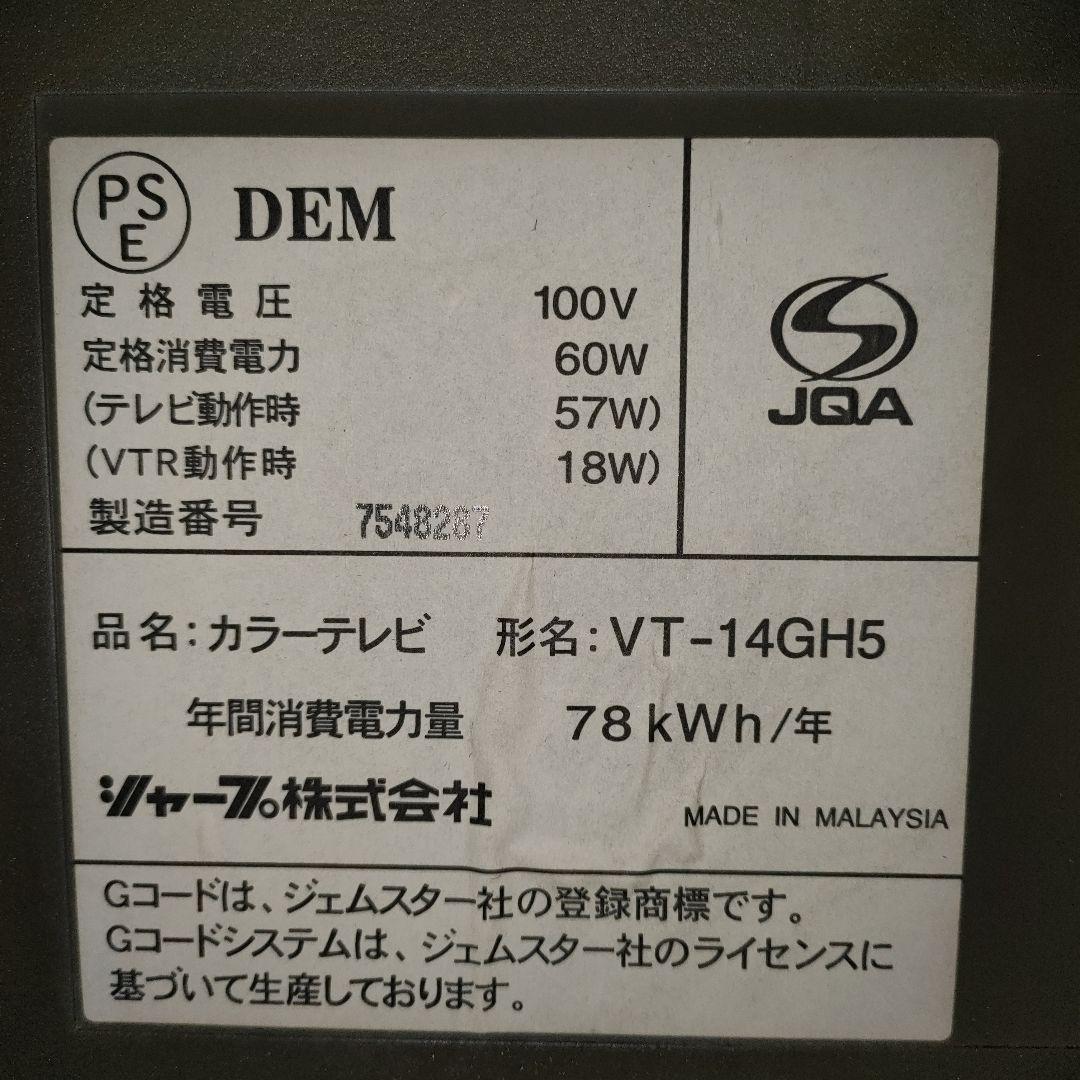 PS
E
DEM
定格電圧 100V
定格消費電力 60W
(テレビ動作時 57W)
(VTR動作時 18W)
製造番号 7548287
JQA
品名:カラーテレビ 形名:VT-14GH5
年間消費電力量 78kWh/年
シャープ株式会社
MADE IN MALAYSIA
Gコードは、ジェムスター社の登録商標です。
Gコードシステムは、ジェムスター社のライセンスに
基づいて生産しております。